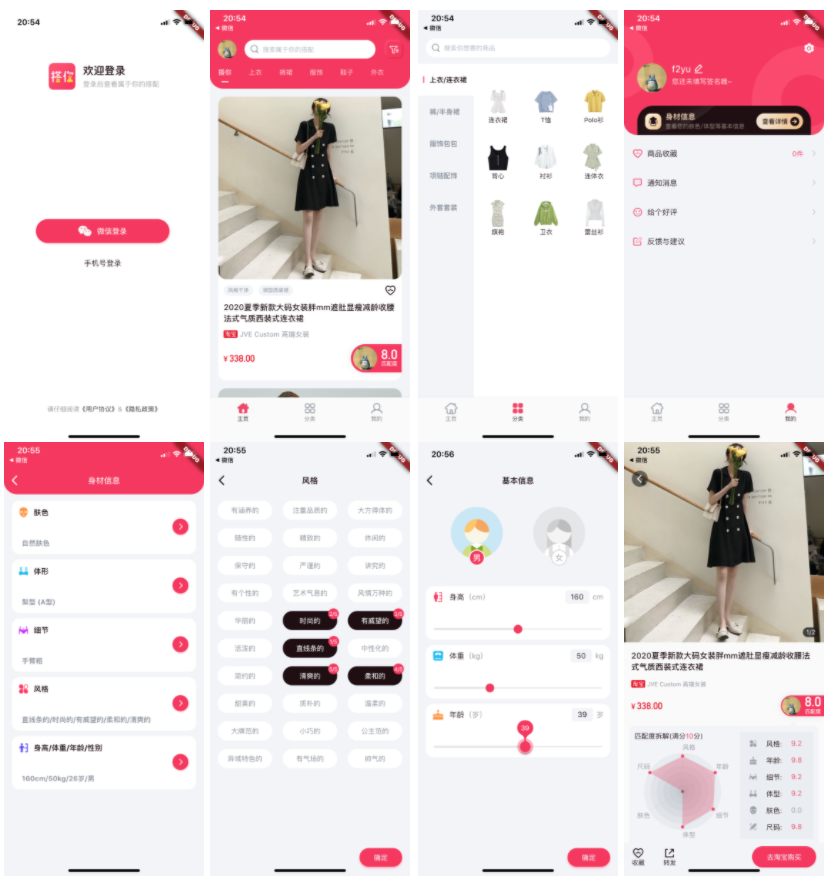 20:54
欢迎登录
登录后查看属于你的搭配
搭你
微信登录
手机号登录
请仔细阅读《用户协议》&《隐私政策》
20:54
微信
搜索属于你的搭配
上衣
裤裙
服饰
鞋子
外衣
2020夏季新款大码女装胖mm遮肚显瘦减龄收腰
法式气质西装式连衣裙
淘宝 JVE Custom 高端女装
¥338.00
8.0
匹配度
主页
分类
我的
20:54
微信
搜索你想要的商品
上衣/连衣裙
裤/半身裙
服饰包包
项链配饰
外套套装
连衣裙
T恤
Polo衫
背心
衬衫
连体衣
旗袍
卫衣
蕾丝衫
主页
分类
我的
20:54
微信
f2yu
您还未填写签名哦~
身材信息
查看您的肤色/体型等基本信息
查看详情
商品收藏
0件
通知消息
给个好评
反馈与建议
主页
分类
我的
20:55
微信
身材信息
肤色
自然肤色
体形
梨型 (A型)
细节
手臂粗
风格
直线条的/时尚的/有威望的/柔和的/清爽的
身高/体重/年龄/性别
160cm/50kg/26岁/男
20:55
微信
风格
有涵养的
注重品质的
大方得体的
随性的
精致的
休闲的
保守的
严谨的
讲究的
有个性的
艺术气息的
风情万种的
华丽的
时尚的
有威望的
活泼的
直线条的
中性化的
简约的
清爽的
柔和的
甜美的
质朴的
温柔的
大牌范的
小巧的
公主范的
异域特色的
有气场的
帅气的
确定
20:56
基本信息
男
女
身高 (cm)
160 cm
体重 (kg)
50 kg
年龄 (岁)
39 岁
39
确定
20:55
微信
1/2
2020夏季新款大码女装胖mm遮肚显瘦减龄收腰法
式气质西装式连衣裙
淘宝 JVE Custom 高端女装
¥338.00
8.0
匹配度
匹配度拆解(满分10分)
风格
年龄
细节
体型
肤色
尺码
风格: 9.2
年龄: 9.8
细节: 9.2
体型: 9.2
肤色: 0.0
尺码: 9.8
收藏
转发
去淘宝购买